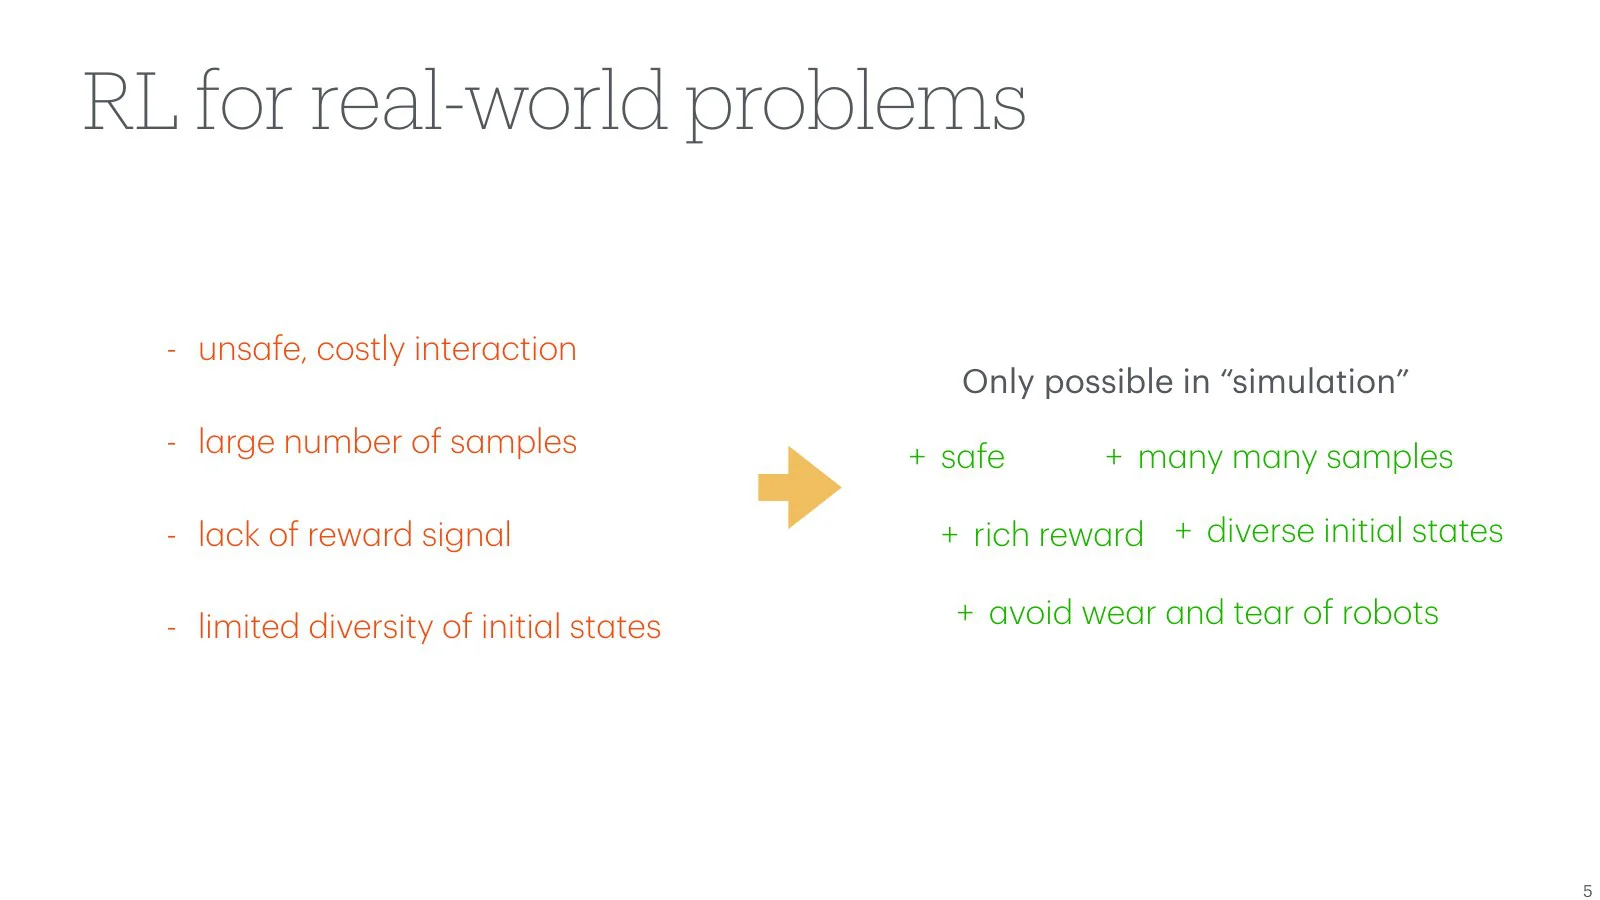 RL for real-world problems
- unsafe, costly interaction
- large number of samples
- lack of reward signal
- limited diversity of initial states
Only possible in “simulation”
+ safe
+ many many samples
+ rich reward
+ diverse initial states
+ avoid wear and tear of robots
5